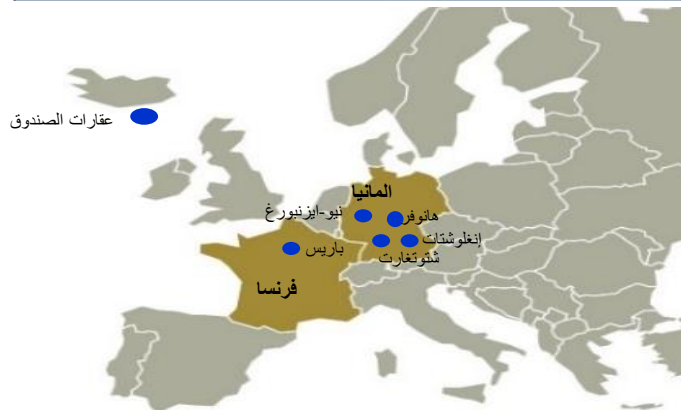 عقارات الصندوق
المانيا
نيو-ايزنبورغ
هانوفر
إنغلوشتات
شتوتغارت
باريس
فرنسا